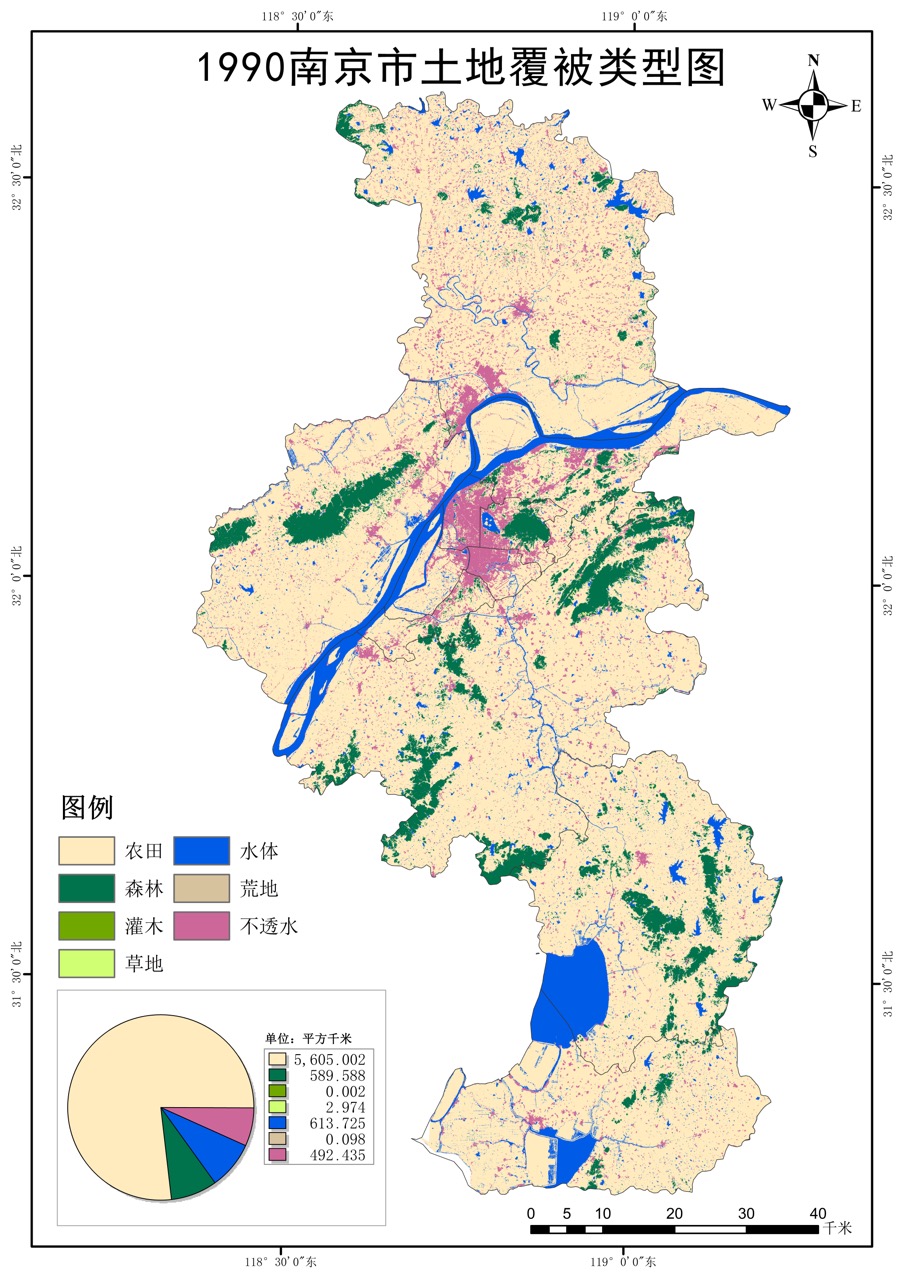 118° 30′0″东
119° 0′0″东
1990南京市土地覆被类型图
N
W
E
S
32° 30′0″北
32° 30′0″北
32° 0′0″北
32° 0′0″北
31° 30′0″北
31° 30′0″北
图例
农田
水体
森林
荒地
灌木
不透水
草地
单位：平方千米
5,605.002
589.588
0.002
2.974
613.725
0.098
492.435
0 5 10 20 30 40
千米
118° 30′0″东
119° 0′0″东